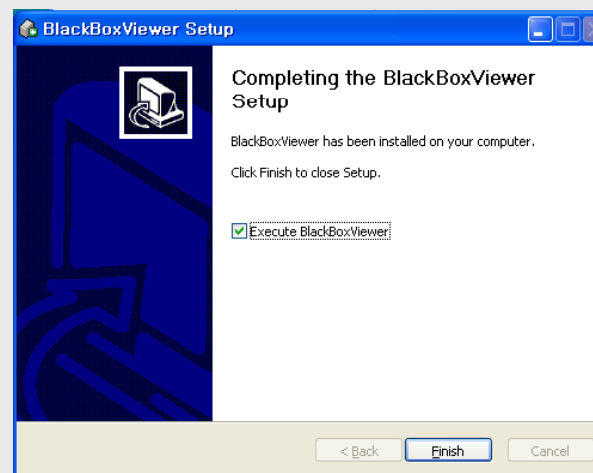 BlackBoxViewer Setup
Completing the BlackBoxViewer
Setup
BlackBoxViewer has been installed on your computer.
Click Finish to close Setup.
Execute BlackBoxViewer
< Back
Finish
Cancel